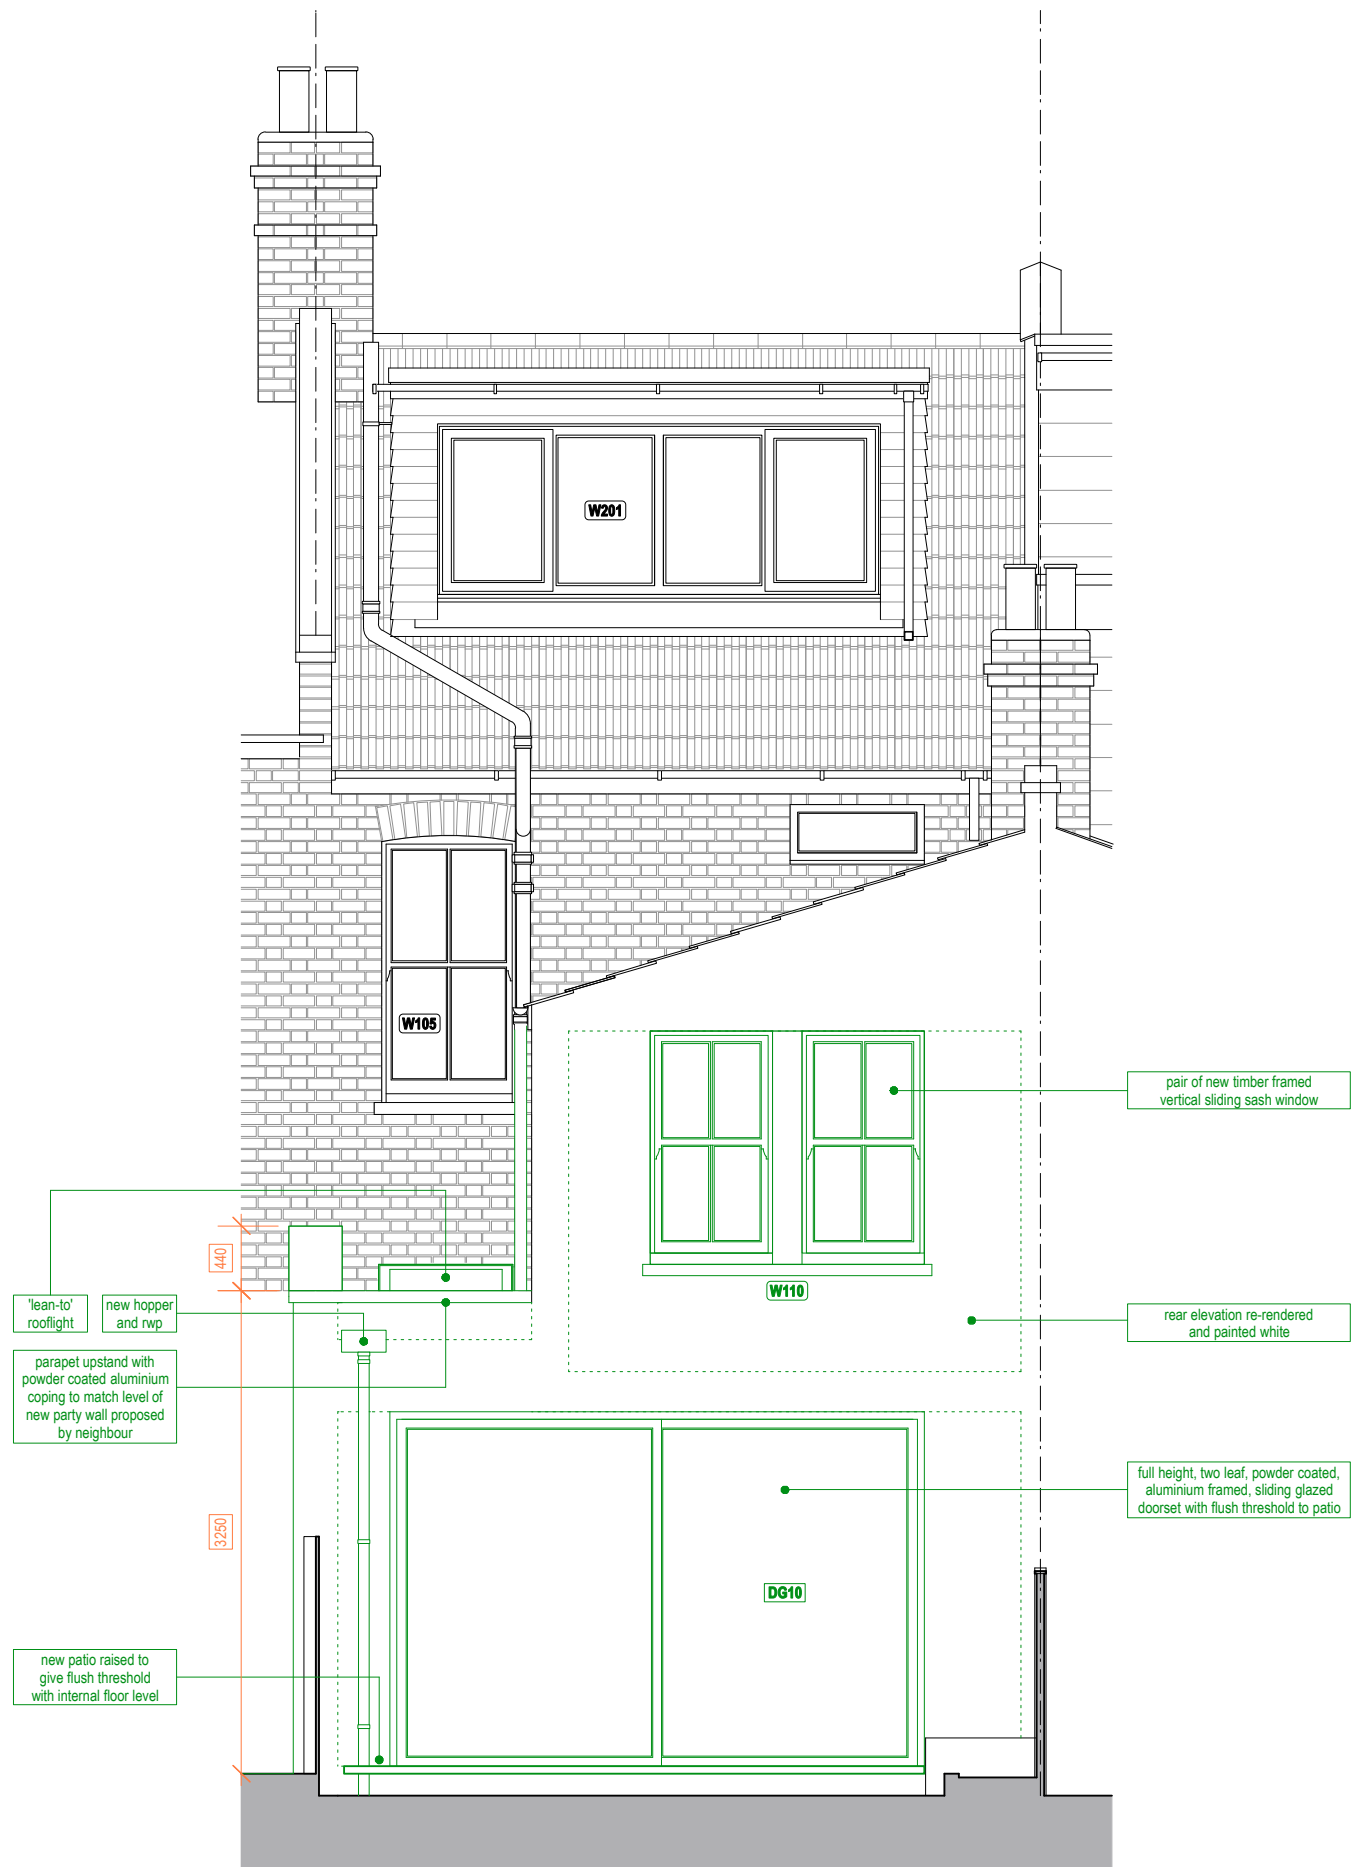 W201
W105
pair of new timber framed
vertical sliding sash window
440
W110
'lean-to'
rooflight
new hopper
and rwp
rear elevation re-rendered
and painted white
parapet upstand with
powder coated aluminium
coping to match level of
new party wall proposed
by neighbour
full height, two leaf, powder coated,
aluminium framed, sliding glazed
doorset with flush threshold to patio
3250
DG10
new patio raised to
give flush threshold
with internal floor level